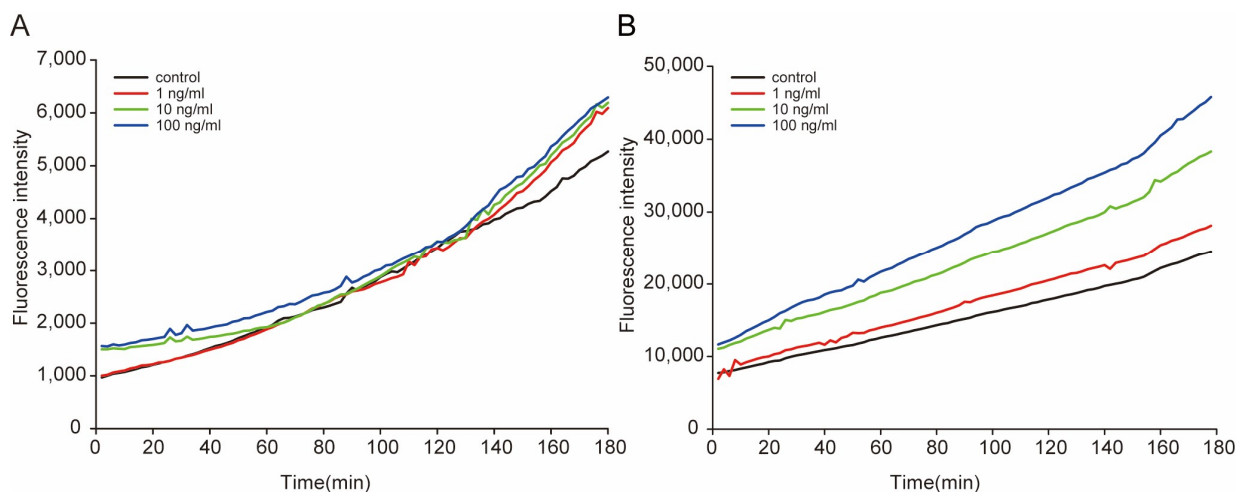 A
Fluorescence intensity
7,000
6,000
5,000
4,000
3,000
2,000
1,000
0
control
1 ng/ml
10 ng/ml
100 ng/ml
0 20 40 60 80 100 120 140 160 180
Time(min)
B
Fluorescence intensity
50,000
40,000
30,000
20,000
10,000
0
control
1 ng/ml
10 ng/ml
100 ng/ml
0 20 40 60 80 100 120 140 160 180
Time(min)